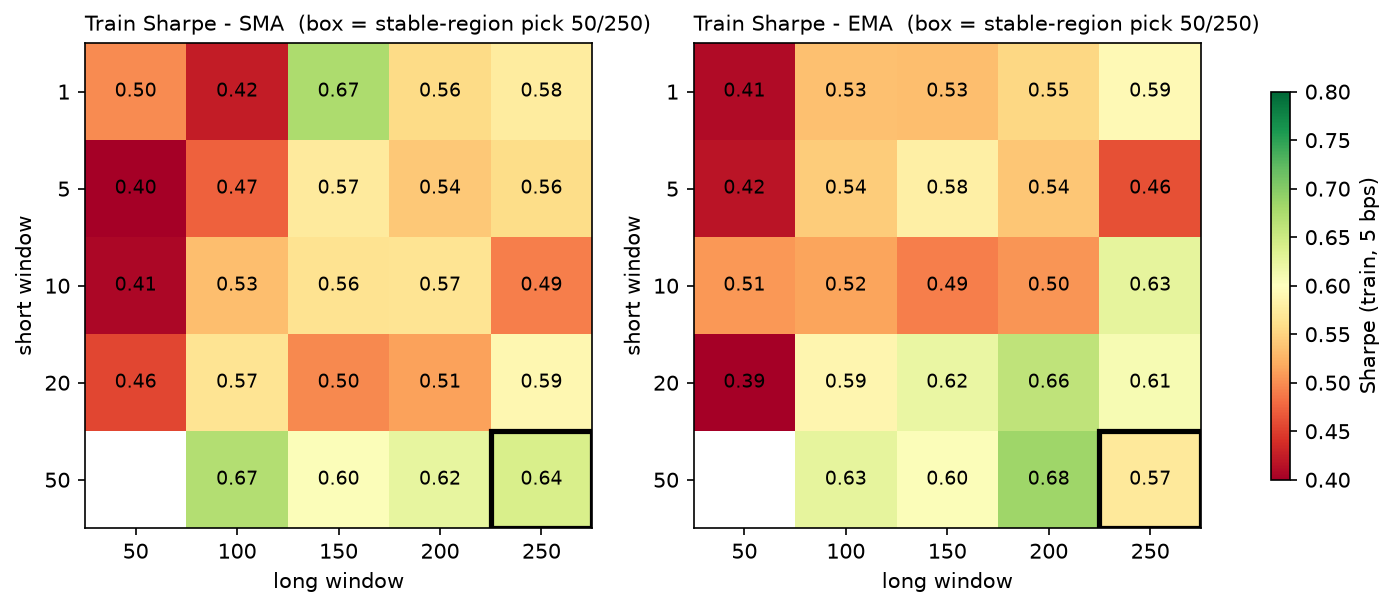 Train Sharpe - SMA  (box = stable-region pick 50/250)
1 0.50 0.42 0.67 0.56 0.58
5 0.40 0.47 0.57 0.54 0.56
10 0.41 0.53 0.56 0.57 0.49
20 0.46 0.57 0.50 0.51 0.59
50 0.67 0.60 0.62 0.64
50 100 150 200 250
long window
short window
Train Sharpe - EMA  (box = stable-region pick 50/250)
1 0.41 0.53 0.53 0.55 0.59
5 0.42 0.54 0.58 0.54 0.46
10 0.51 0.52 0.49 0.50 0.63
20 0.39 0.59 0.62 0.66 0.61
50 0.63 0.60 0.68 0.57
50 100 150 200 250
long window
short window
0.80
0.75
0.70
0.65
0.60
0.55
0.50
0.45
0.40
Sharpe (train, 5 bps)